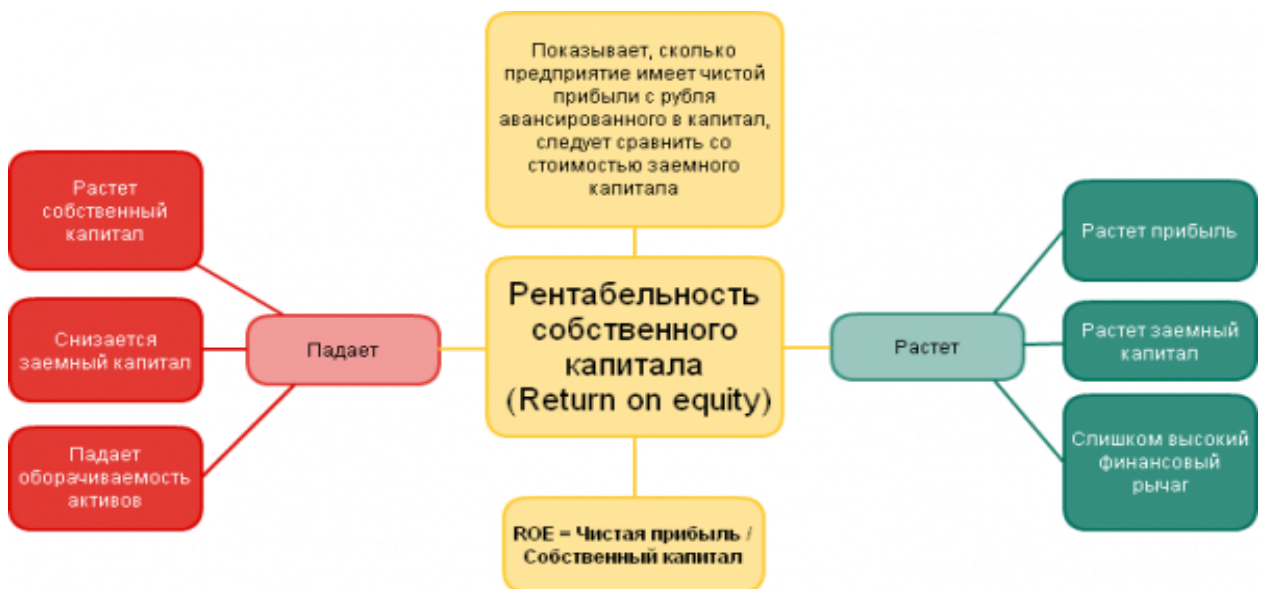 Показывает, сколько
предприятие имеет чистой
прибыли с рубля
авансированного в капитал,
следует сравнить со
стоимостью заемного
капитала
Растет
собственный
капитал
Снизается
заемный капитал
Падает
оборачиваемость
активов
Падает
Рентабельность
собственного
капитала
(Return on equity)
Растет
Растет прибыль
Растет заемный
капитал
Слишком высокий
финансовый
рычаг
ROE = Чистая прибыль /
Собственный капитал